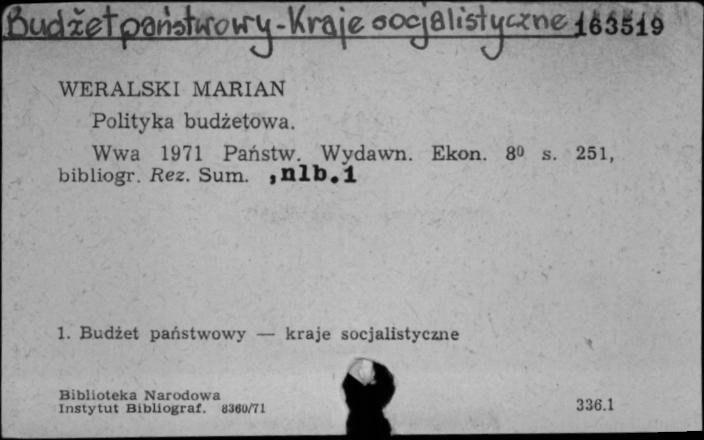 Budżet państwowy - Kraje socjalistyczne 163519
WERALSKI MARIAN
Polityka budżetowa.
Wwa 1971 Państw. Wydawn. Ekon. 8⁰ s. 251,
bibliogr. Rez. Sum. , nlb. 1
1. Budżet państwowy — kraje socjalistyczne
Biblioteka Narodowa
Instytut Bibliograf. 8360/71
336.1